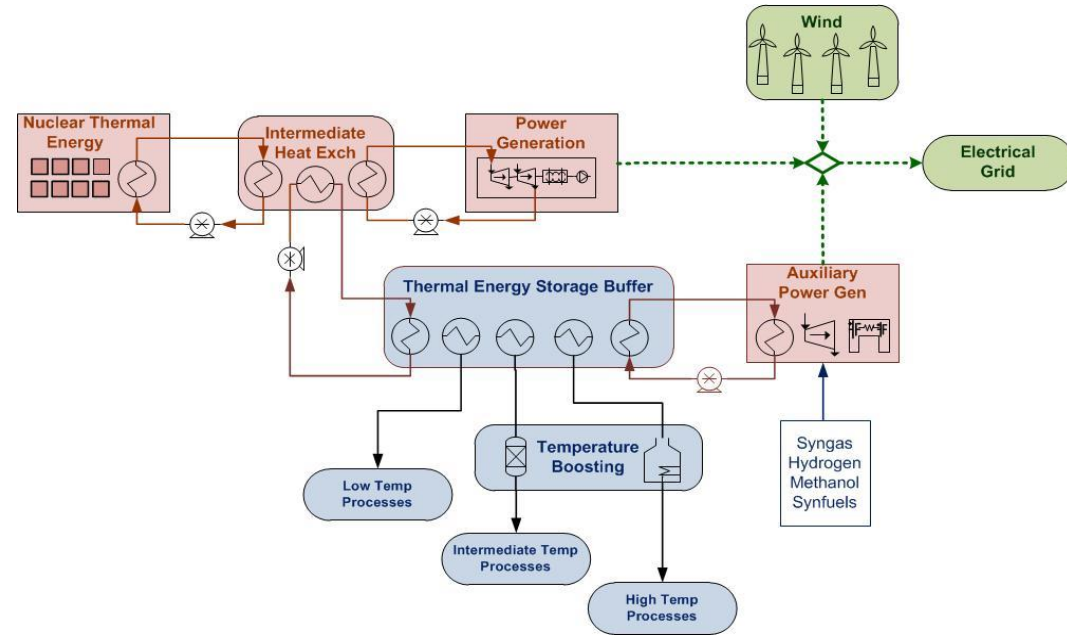 Wind
Nuclear Thermal
Energy
Intermediate
Heat Exch
Power
Generation
Electrical
Grid
Thermal Energy Storage Buffer
Auxiliary
Power Gen
Temperature
Boosting
Syngas
Hydrogen
Methanol
Synfuels
Low Temp
Processes
Intermediate Temp
Processes
High Temp
Processes